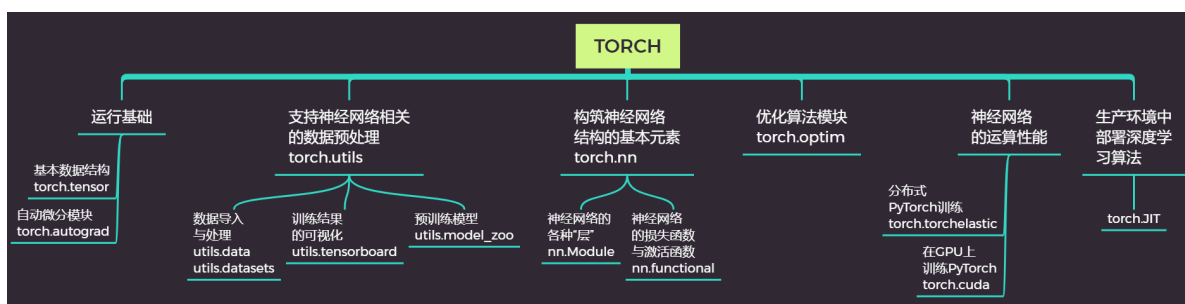 TORCH
运行基础
基本数据结构
torch.tensor
自动微分模块
torch.autograd
支持神经网络相关
的数据预处理
torch.utils
数据导入
与处理
utils.data
utils.datasets
训练结果
的可视化
utils.tensorboard
预训练模型
utils.model_zoo
构筑神经网络
结构的基本元素
torch.nn
神经网络的
各种“层”
nn.Module
神经网络
的损失函数
与激活函数
nn.functional
优化算法模块
torch.optim
神经网络
的运算性能
分布式
PyTorch训练
torch.torchelastic
在GPU上
训练PyTorch
torch.cuda
生产环境中
部署深度学
习算法
torch.JIT